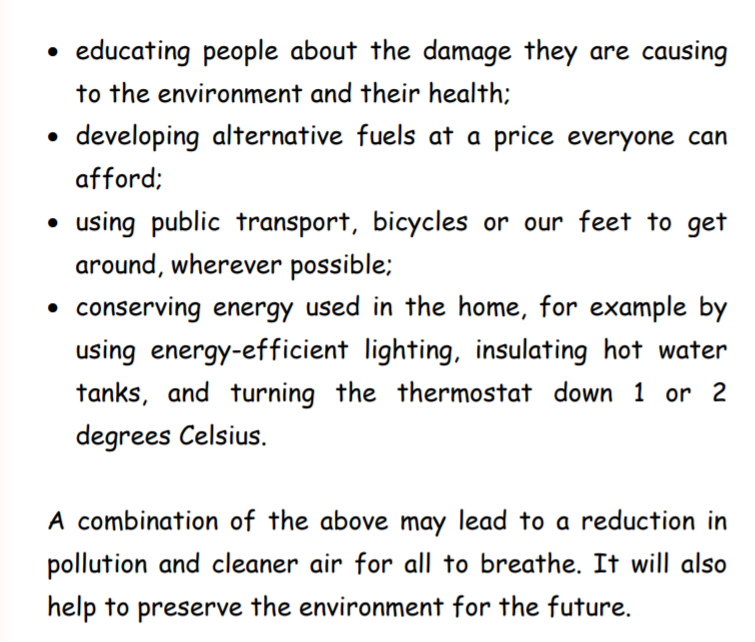 • educating people about the damage they are causing
to the environment and their health;
• developing alternative fuels at a price everyone can
afford;
• using public transport, bicycles or our feet to get
around, wherever possible;
• conserving energy used in the home, for example by
using energy-efficient lighting, insulating hot water
tanks, and turning the thermostat down 1 or 2
degrees Celsius.
A combination of the above may lead to a reduction in
pollution and cleaner air for all to breathe. It will also
help to preserve the environment for the future.